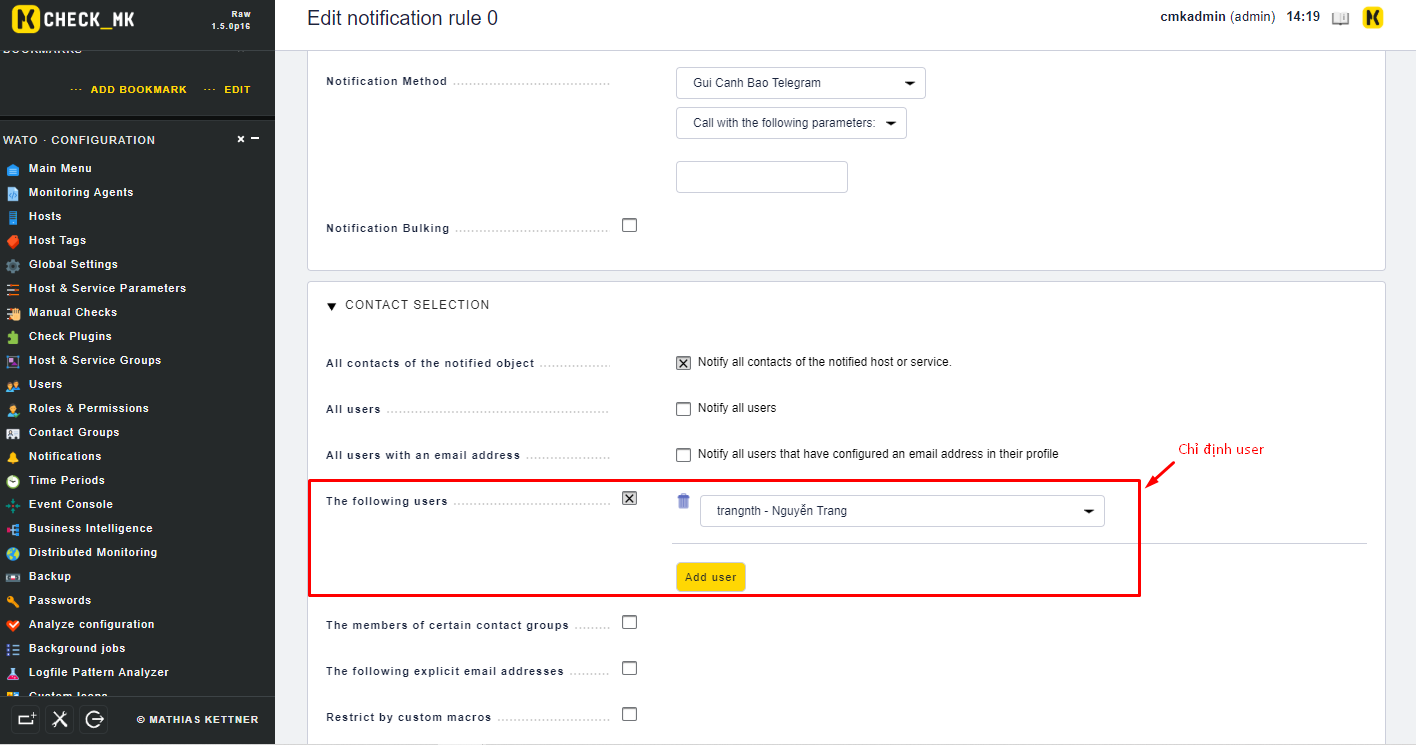 CHECK_MK
Raw
1.5.0p16
Edit notification rule 0
cmkadmin (admin) 14:19
BOOKMARKS
ADD BOOKMARK
EDIT
WATO · CONFIGURATION
Main Menu
Monitoring Agents
Hosts
Host Tags
Global Settings
Host & Service Parameters
Manual Checks
Check Plugins
Host & Service Groups
Users
Roles & Permissions
Contact Groups
Notifications
Time Periods
Event Console
Business Intelligence
Distributed Monitoring
Backup
Passwords
Analyze configuration
Background jobs
Logfile Pattern Analyzer
Custom Icons
© MATHIAS KETTNER
Notification Method
Gui Canh Bao Telegram
Call with the following parameters:
Notification Bulking
CONTACT SELECTION
All contacts of the notified object
Notify all contacts of the notified host or service.
All users
Notify all users
All users with an email address
Notify all users that have configured an email address in their profile
Chỉ định user
The following users
trangnth - Nguyễn Trang
Add user
The members of certain contact groups
The following explicit email addresses
Restrict by custom macros